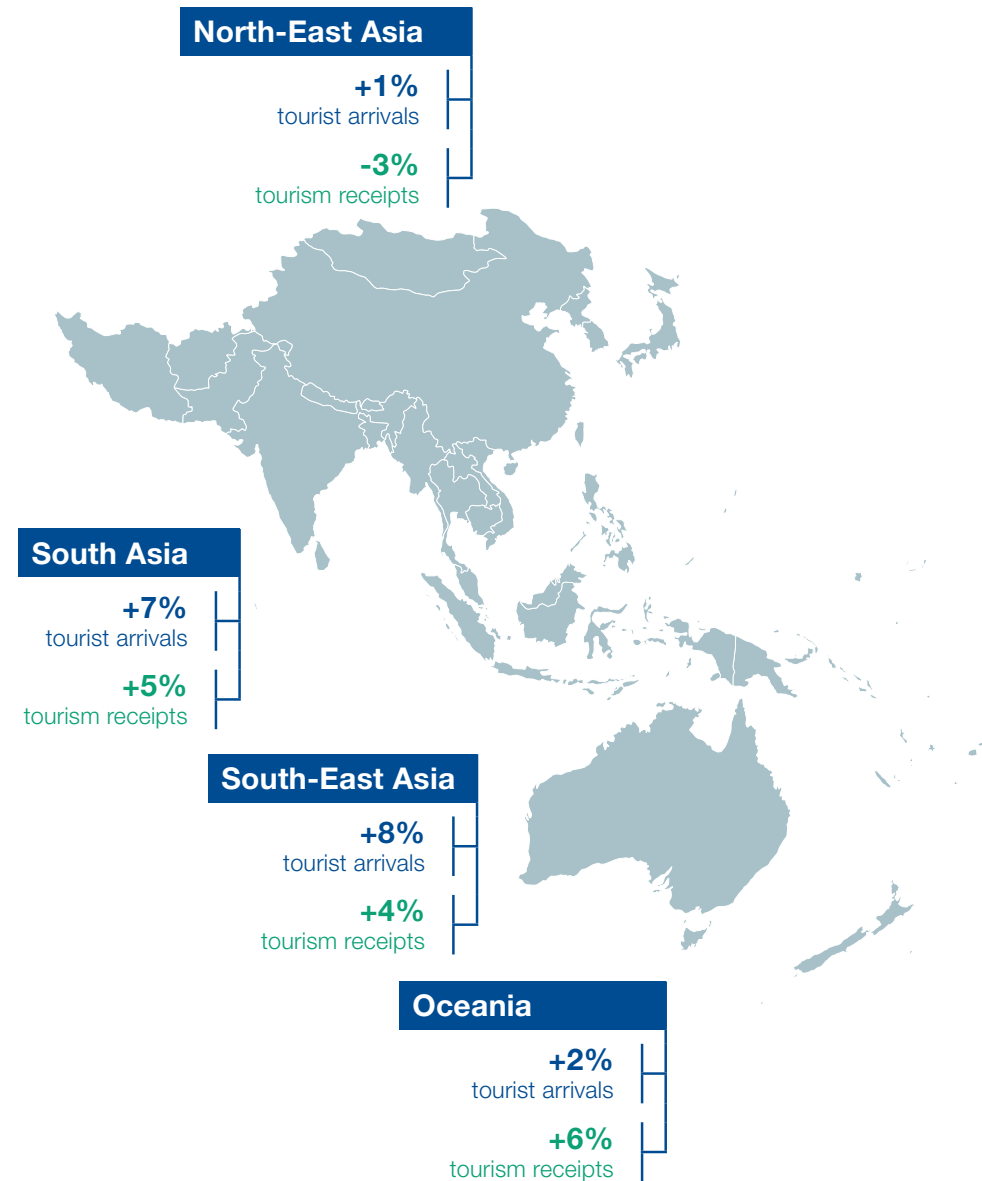 North-East Asia
+1%
tourist arrivals
-3%
tourism receipts
South Asia
+7%
tourist arrivals
+5%
tourism receipts
South-East Asia
+8%
tourist arrivals
+4%
tourism receipts
Oceania
+2%
tourist arrivals
+6%
tourism receipts